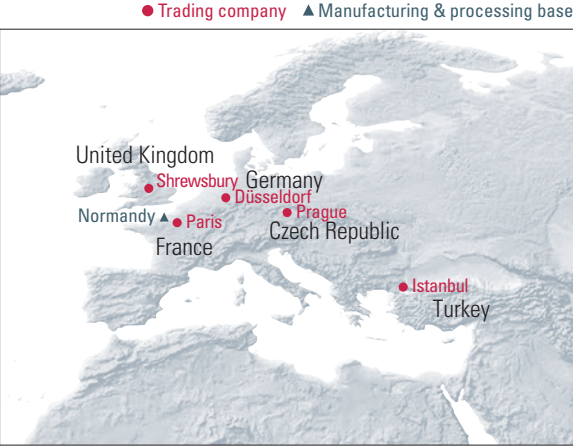 ● Trading company ▲ Manufacturing & processing base
United Kingdom
Shrewsbury
Germany
Düsseldorf
Normandy
Paris
Prague
Czech Republic
France
Istanbul
Turkey